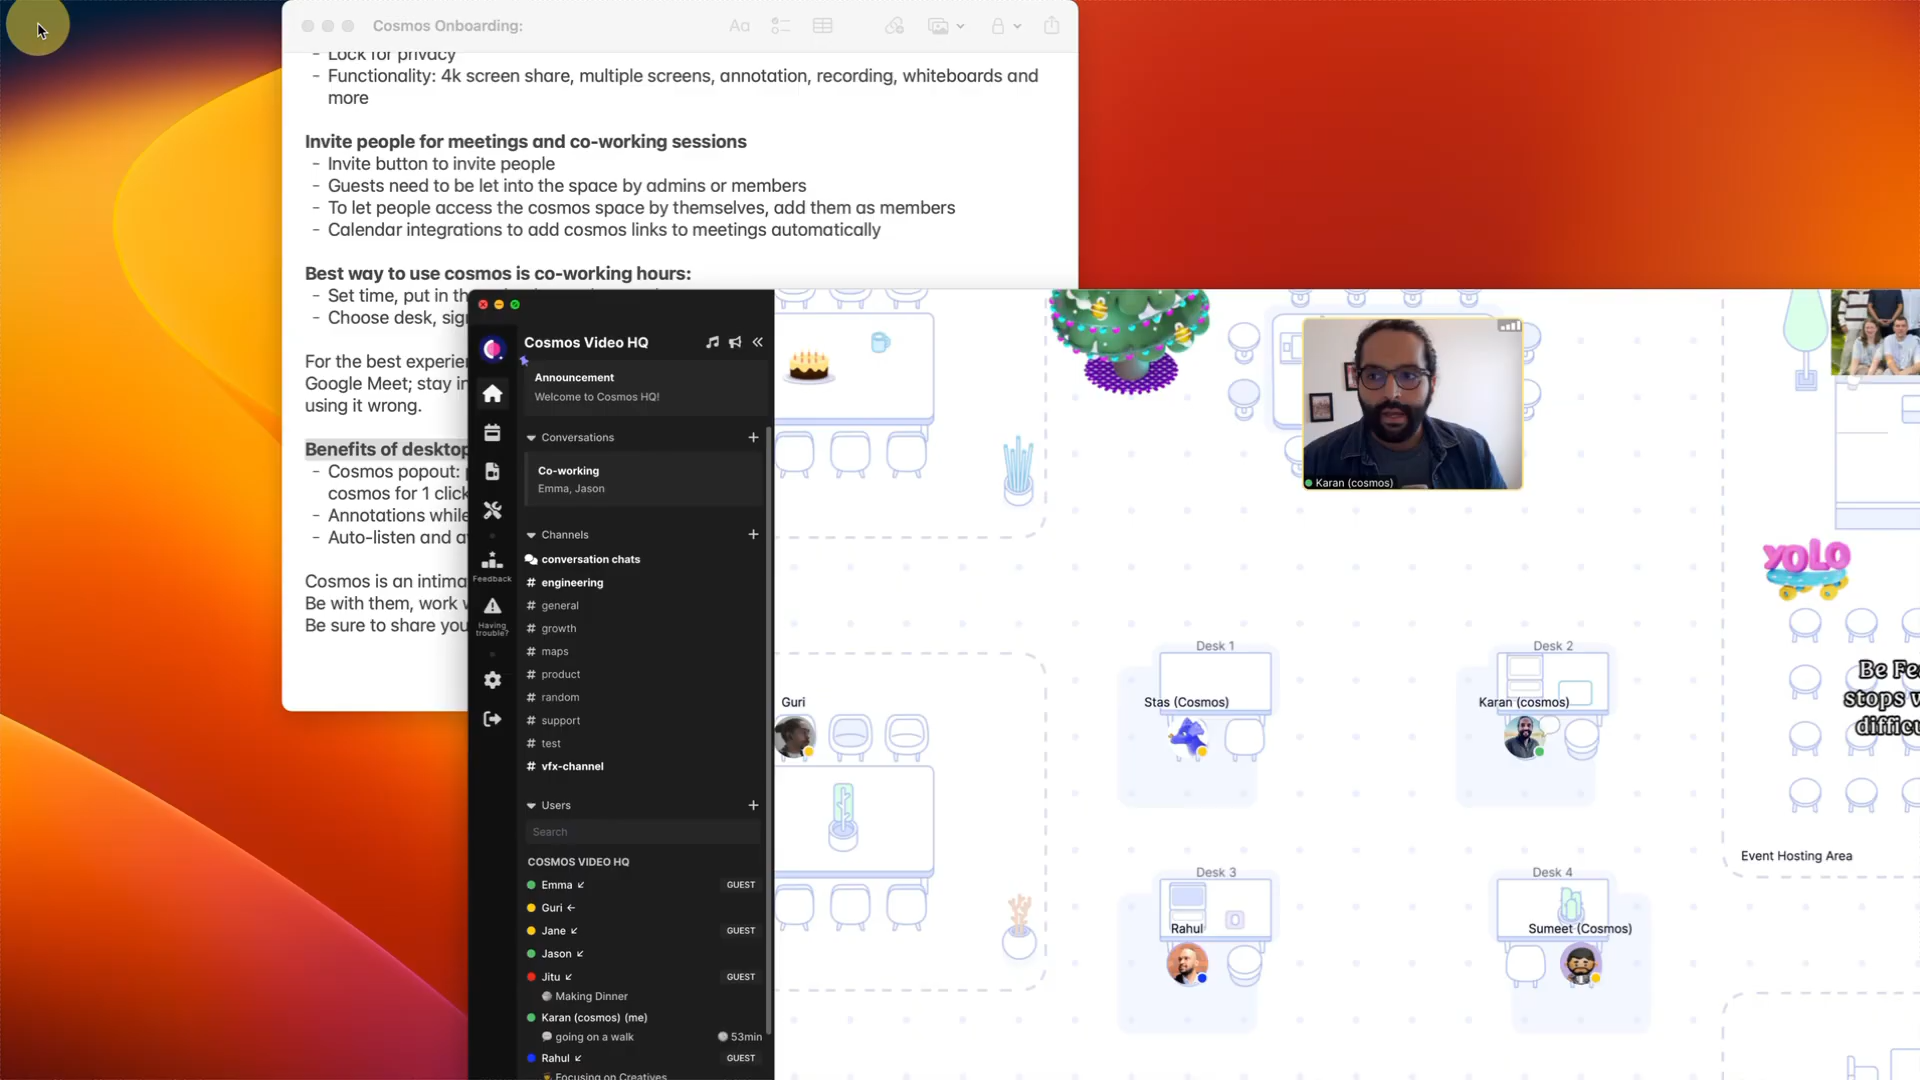 Cosmos Onboarding:
Aa
- Lock for privacy
- Functionality: 4k screen share, multiple screens, annotation, recording, whiteboards and
more
Invite people for meetings and co-working sessions
- Invite button to invite people
- Guests need to be let into the space by admins or members
- To let people access the cosmos space by themselves, add them as members
- Calendar integrations to add cosmos links to meetings automatically
Best way to use cosmos is co-working hours:
- Set time, put in
- Choose desk,
For the best
Google Meet; stay
using it wrong.
Benefits of
- Cosmos popout:
cosmos for 1 click
- Annotations
- Auto-listen and
Cosmos is an
Be with them, work
Be sure to share
Cosmos Video HQ
Announcement
Welcome to Cosmos HQ!
Conversations
Co-working
Emma, Jason
Channels
conversation chats
# engineering
# general
# growth
# maps
# product
# random
# support
# test
# vfx-channel
Feedback
Having
trouble?
Users
Search
COSMOS VIDEO HQ
Emma GUEST
Guri
Jane GUEST
Jason
Jitu GUEST
Making Dinner
Karan (cosmos) (me)
going on a walk 53min
Rahul GUEST
Focusing on Creatives
Karan (cosmos)
YOLO
Desk 1
Desk 2
Guri
Stas (Cosmos)
Karan (cosmos)
Be
stops
Event Hosting Area
Desk 3
Desk 4
Rahul
Sumeet (Cosmos)